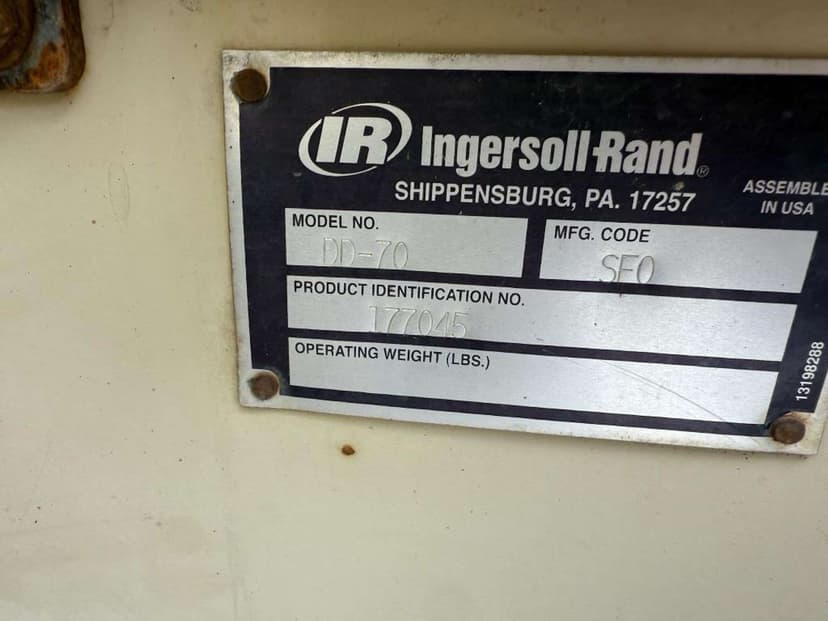 IR Ingersoll-Rand®
SHIPPENSBURG, PA. 17257
ASSEMBLE
IN USA
MODEL NO.
DD-70
MFG. CODE
SFO
PRODUCT IDENTIFICATION NO.
177045
OPERATING WEIGHT (LBS.)
13198288